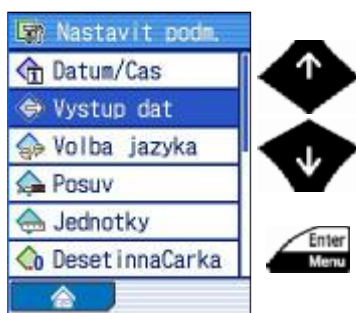 Nastavit podm.
Datum/Cas
Vystup dat
Volba jazyka
Posuv
Jednotky
DesetinnaCarka
Enter
Menu